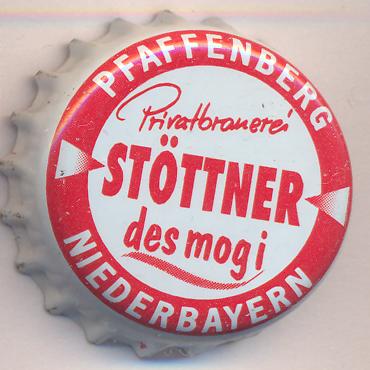 PFAFFENBERG
Privatbrauerei
STÖTTNER
des mog i
NIEDERBAYERN